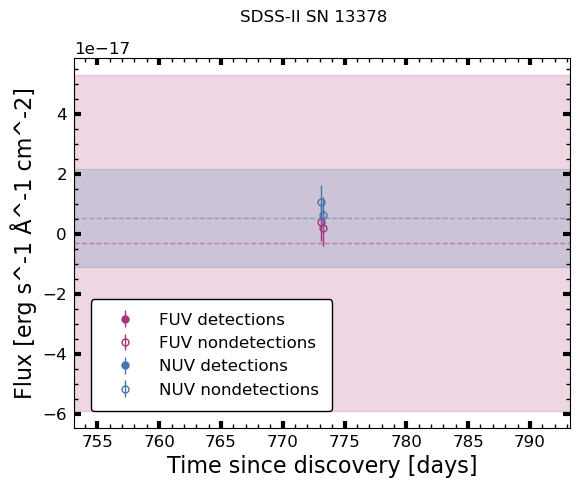 SDSS-II SN 13378
1e−17
Flux [erg s^-1 Å^-1 cm^-2]
4
2
0
−2
−4
−6
FUV detections
FUV nondetections
NUV detections
NUV nondetections
755 760 765 770 775 780 785 790
Time since discovery [days]